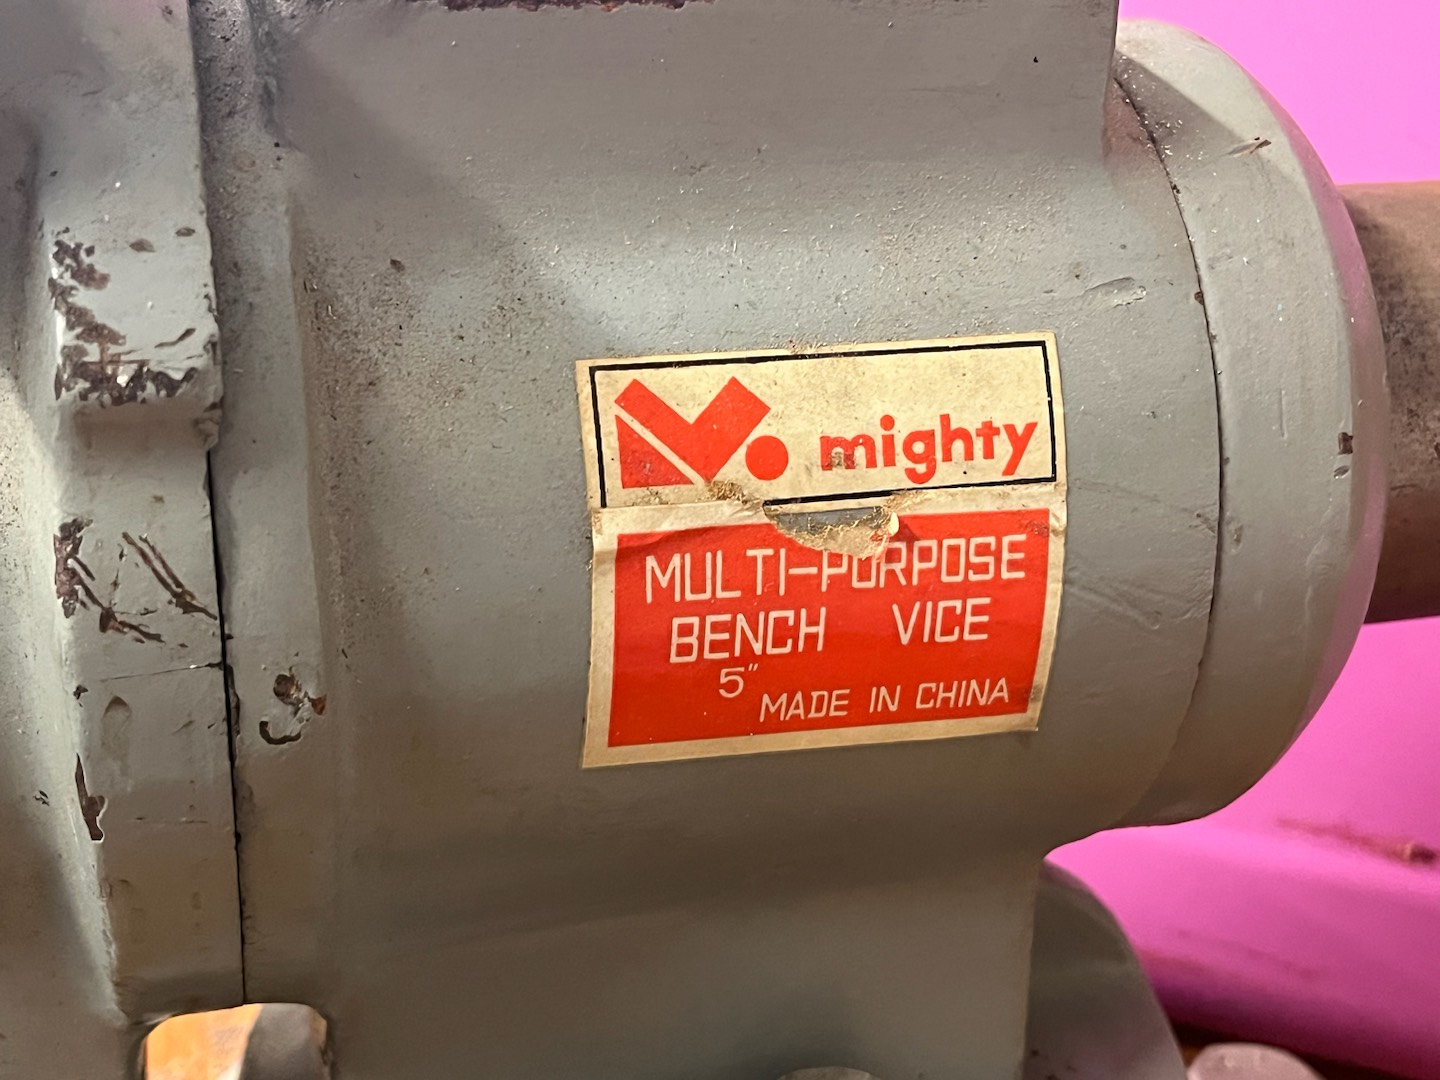 mighty
MULTI-PURPOSE
BENCH VICE
5"
MADE IN CHINA